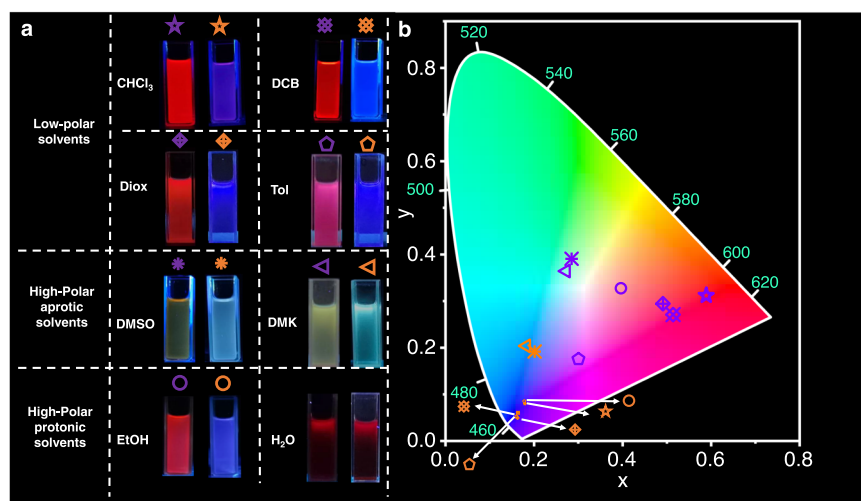 a
CHCl₃
DCB
Low-polar
solvents
Diox
Tol
High-Polar
aprotic
solvents
DMSO
DMK
High-Polar
protonic
solvents
EtOH
H₂O
b
520
540
560
580
600
620
500
480
460
0.8
0.6
y
0.4
0.2
0.0
0.0
0.2
0.4
0.6
0.8
x